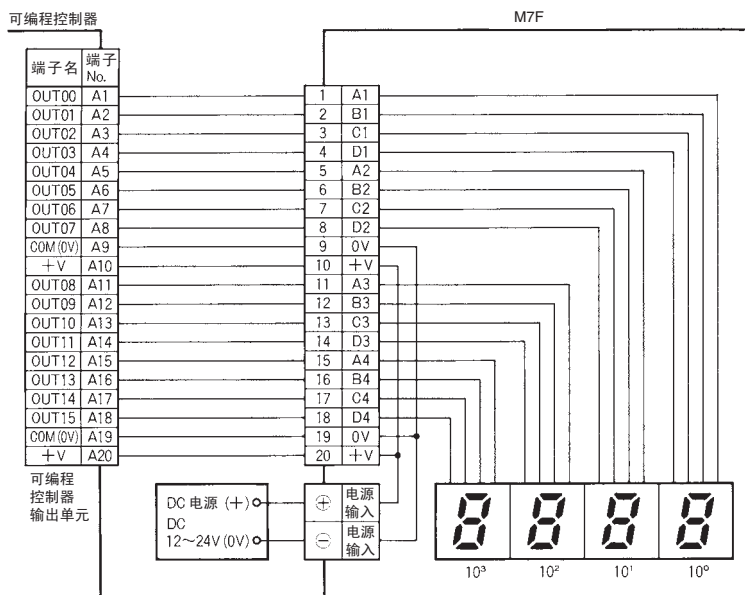 可编程控制器
M7F
端子名 端子No.
OUT00 A1 1 A1
OUT01 A2 2 B1
OUT02 A3 3 C1
OUT03 A4 4 D1
OUT04 A5 5 A2
OUT05 A6 6 B2
OUT06 A7 7 C2
OUT07 A8 8 D2
COM(0V) A9 9 0V
+V A10 10 +V
OUT08 A11 11 A3
OUT09 A12 12 B3
OUT10 A13 13 C3
OUT11 A14 14 D3
OUT12 A15 15 A4
OUT13 A16 16 B4
OUT14 A17 17 C4
OUT15 A18 18 D4
COM(0V) A19 19 0V
+V A20 20 +V
可编程
控制器
输出单元
DC 电源 (+)
DC
12～24V(0V)
⊕ 电源
输入
⊖ 电源
输入
8 8 8 8
10³ 10² 10¹ 10⁰